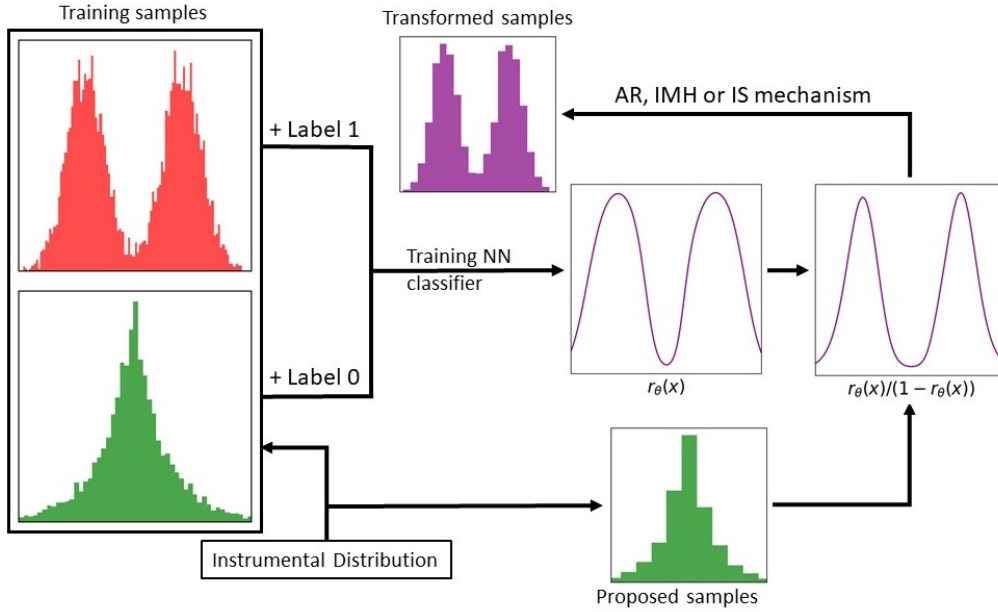 Training samples
Transformed samples
AR, IMH or IS mechanism
+ Label 1
Training NN
classifier
+ Label 0
rθ(x)
rθ(x)/(1 − rθ(x))
Instrumental Distribution
Proposed samples